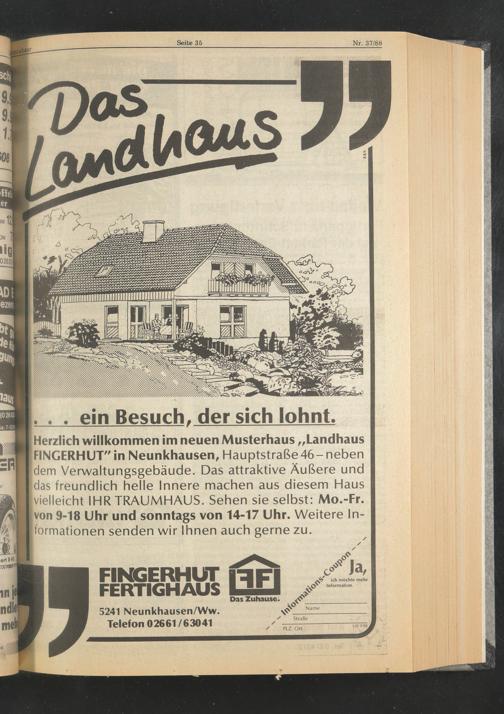 Seite 35
Nr. 37/88
Das
Landhaus
. . . ein Besuch, der sich lohnt.
Herzlich willkommen im neuen Musterhaus ,,Landhaus
FINGERHUT" in Neunkhausen, Hauptstraße 46 – neben
dem Verwaltungsgebäude. Das attraktive Äußere und
das freundlich helle Innere machen aus diesem Haus
vielleicht IHR TRAUMHAUS. Sehen sie selbst: Mo.-Fr.
von 9-18 Uhr und sonntags von 14-17 Uhr. Weitere In-
formationen senden wir Ihnen auch gerne zu.
FINGERHUT
FERTIGHAUS
Das Zuhause.
5241 Neunkhausen/Ww.
Telefon 02661/63041
Informations-Coupon
Ja,
ich möchte mehr
Information.
Name
Straße
PLZ Ort